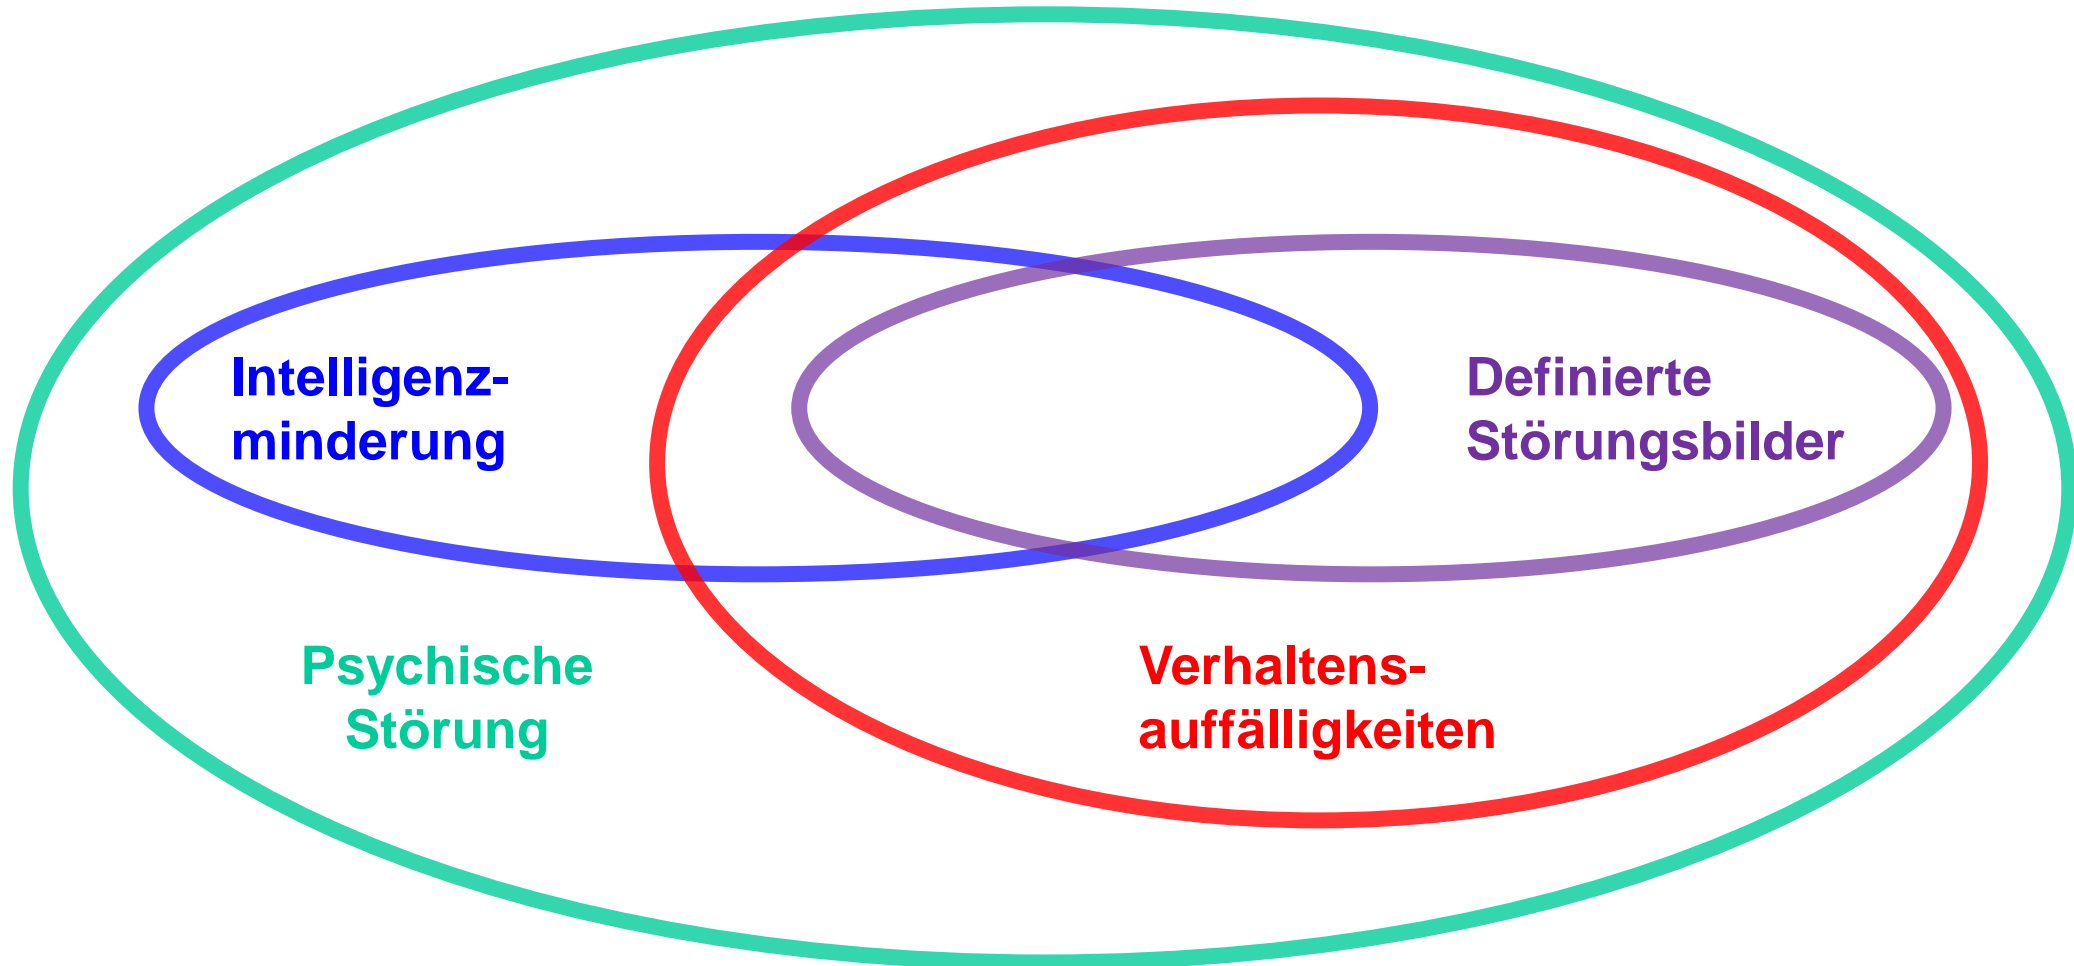 Intelligenz-
minderung
Definierte
Störungsbilder
Psychische
Störung
Verhaltens-
auffälligkeiten